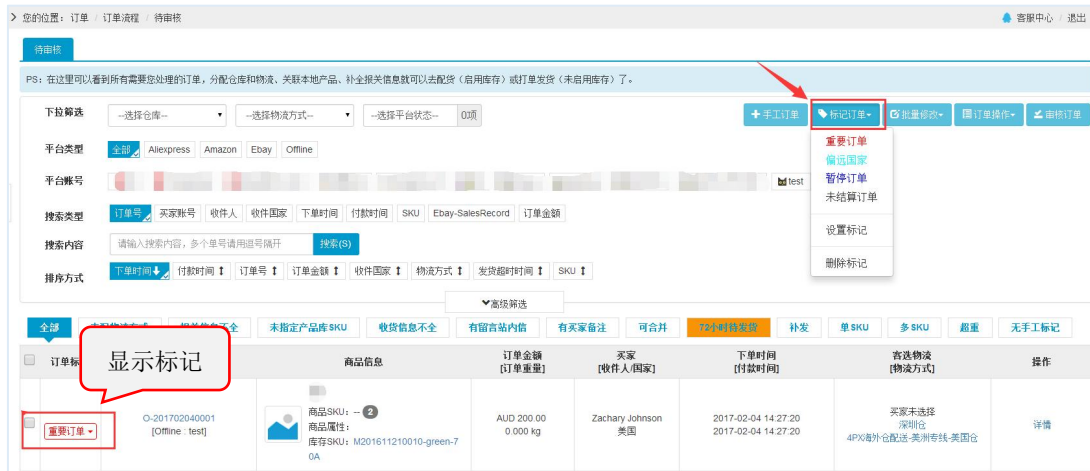 您的位置：订单 / 订单流程 / 待审核
客服中心 / 退出
待审核
PS：在这里可以看到所有需要您处理的订单，分配仓库和物流、关联本地产品、补全报关信息就可以去配货（启用库存）或打单发货（未启用库存）了。
下拉筛选 --选择仓库-- --选择物流方式-- --选择平台状态-- 0项
手工订单 标记订单 批量修改 订单操作 审核订单
重要订单
偏远国家
暂停订单
未结算订单
设置标记
删除标记
平台类型 全部 Aliexpress Amazon Ebay Offline
平台账号 test
搜索类型 订单号 买家账号 收件人 收件国家 下单时间 付款时间 SKU Ebay-SalesRecord 订单金额
搜索内容 请输入搜索内容，多个单号请用逗号隔开 搜索(S)
排序方式 下单时间 付款时间 订单号 订单金额 收件国家 物流方式 发货超时时间 SKU
高级筛选
全部 不全 未指定产品库SKU 收货信息不全 有留言站内信 有买家备注 可合并 72小时待发货 补发 单SKU 多SKU 超重 无手工标记
显示标记
订单标 商品信息 订单金额 买家 下单时间 客选物流 操作
[订单重量] [收件人/国家] [付款时间] [物流方式]
重要订单
O-201702040001
[Offline : test]
商品SKU：-- 2
商品属性：
库存SKU：M201611210010-green-7
0A
AUD 200.00
0.000 kg
Zachary Johnson
美国
2017-02-04 14:27:20
2017-02-04 14:27:20
买家未选择
深圳仓
4PX海外仓配送-美洲专线-美国仓
详情